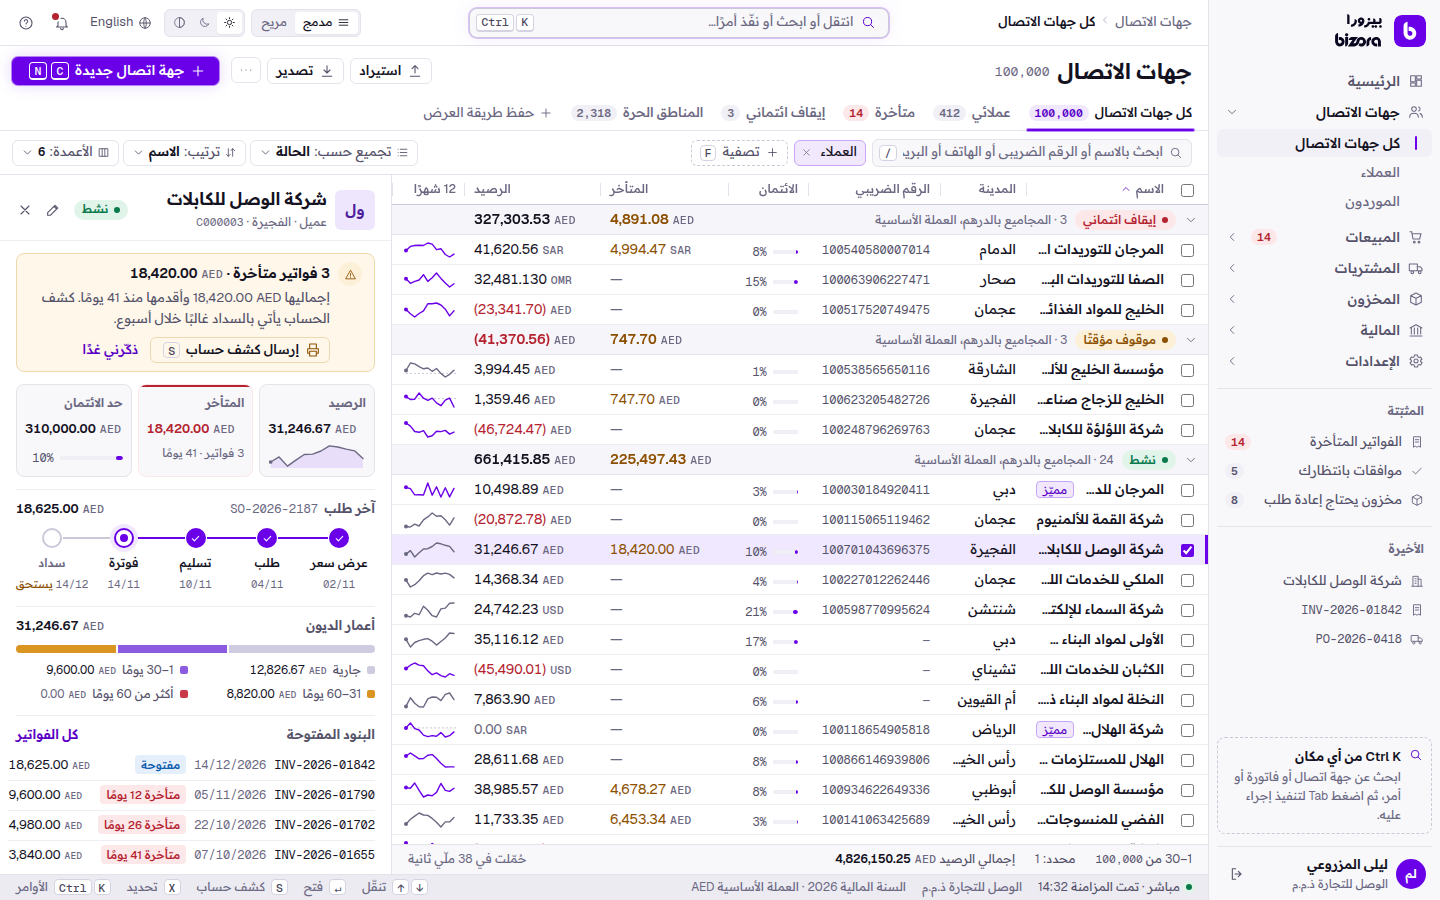 بيزورا
bizora
الرئيسية
جهات الاتصال
كل جهات الاتصال
العملاء
الموردون
المبيعات 14
المشتريات
المخزون
المالية
الإعدادات
المثبتة
الفواتير المتأخرة 14
موافقات بانتظارك 5
مخزون يحتاج إعادة طلب 8
الأخيرة
شركة الوصل للكابلات
INV-2026-01842
PO-2026-0418
Ctrl K من أي مكان
ابحث عن جهة اتصال أو فاتورة أو
أمر، ثم اضغط Tab لتنفيذ إجراء
عليه.
لم
ليلى المزروعي
الوصل للتجارة ذ.م.م
جهات الاتصال
كل جهات الاتصال
انتقل أو ابحث أو نفّذ أمرًا... Ctrl K
مدمج مريح
English
جهات الاتصال 100,000
استيراد
تصدير
جهة اتصال جديدة C N
كل جهات الاتصال 100,000
عملائي 412
متأخرة 14
إيقاف ائتماني 3
المناطق الحرة 2,318
حفظ طريقة العرض
ابحث بالاسم أو الرقم الضريبي أو الهاتف أو البريد /
العملاء ×
تصفية F
تجميع حسب: الحالة
ترتيب: الاسم
الأعمدة: 6
الاسم المدينة الرقم الضريبي الائتمان المتأخر الرصيد 12 شهرًا
إيقاف ائتماني 3 · المجاميع بالدرهم، العملة الأساسية 4,891.08 AED 327,303.53 AED
المرجان للتوريدات ا... الدمام 100540580007014 8% 4,994.47 SAR 41,620.56 SAR
الصفا للتوريدات البـ... صحار 100063906227471 15% — 32,481.130 OMR
الخليج للمواد الغذائ... عجمان 100517520749475 0% — (23,341.70) AED
موقوف مؤقتًا 3 · المجاميع بالدرهم، العملة الأساسية 747.70 AED (41,370.56) AED
مؤسسة الخليج للألـ... الشارقة 100538565650116 1% — 3,994.45 AED
الخليج للزجاج صناعـ... الفجيرة 100623205482726 0% 747.70 AED 1,359.46 AED
شركة اللؤلؤة للكابلا... عجمان 100248796269763 0% — (46,724.47) AED
نشط 24 · المجاميع بالدرهم، العملة الأساسية 225,497.43 AED 661,415.85 AED
المرجان للد... مميّز دبي 100030184920411 3% — 10,498.89 AED
شركة القمة للألمنيوم عجمان 100115065119462 0% — (20,872.78) AED
شركة الوصل للكابلا... الفجيرة 100701043696375 10% 18,420.00 AED 31,246.67 AED
الملكي للخدمات اللـ... عجمان 100227012262446 4% — 14,368.34 AED
شركة السماء للإلكتـ... شنتشن 100598770995624 21% — 24,742.23 USD
الأولى لمواد البناء ... دبي – 17% — 35,116.12 AED
الكثبان للخدمات اللـ... تشيناي – 0% — (45,490.01) USD
النخلة لمواد البناء ذ... أم القيوين – 6% — 7,863.90 AED
شركة الهلال... مميّز الرياض 100118654905818 0% — 0.00 SAR
الهلال للمستلزمات ... رأس الخيـ... 100866146939806 8% — 28,611.68 AED
مؤسسة الوصل للكـ... أبوظبي 100934622649336 8% 4,678.27 AED 38,985.57 AED
الفضي للمنسوجات... رأس الخيـ... 100141063425689 3% 6,453.34 AED 11,733.35 AED
1–30 من 100,000
محدد: 1
إجمالي الرصيد 4,826,150.25 AED
حُمّلت في 38 ملّي ثانية
ول
شركة الوصل للكابلات
عميل · الفجيرة · C000003
نشط
3 فواتير متأخرة · 18,420.00 AED
إجماليها 18,420.00 AED وأقدمها منذ 41 يومًا. كشف
الحساب يأتي بالسداد غالبًا خلال أسبوع.
إرسال كشف حساب S
ذكّرني غدًا
الرصيد
31,246.67 AED
المتأخر
18,420.00 AED
3 فواتير · 41 يومًا
حد الائتمان
310,000.00 AED
10%
آخر طلب SO-2026-2187
18,625.00 AED
عرض سعر طلب تسليم فوترة سداد
02/11 04/11 10/11 14/11 14/12 يستحق
أعمار الديون
31,246.67 AED
جارية 12,826.67 AED
1–30 يومًا 9,600.00 AED
31–60 يومًا 8,820.00 AED
أكثر من 60 يومًا 0.00 AED
البنود المفتوحة
كل الفواتير
INV-2026-01842 14/12/2026 مفتوحة 18,625.00 AED
INV-2026-01790 05/11/2026 متأخرة 12 يومًا 9,600.00 AED
INV-2026-01702 22/10/2026 متأخرة 26 يومًا 4,980.00 AED
INV-2026-01655 07/10/2026 متأخرة 41 يومًا 3,840.00 AED
مباشر · تمت المزامنة 14:32
الوصل للتجارة ذ.م.م
السنة المالية 2026 · العملة الأساسية AED
↓ ↑ تنقّل
↵ فتح
S كشف حساب
X تحديد
Ctrl K الأوامر